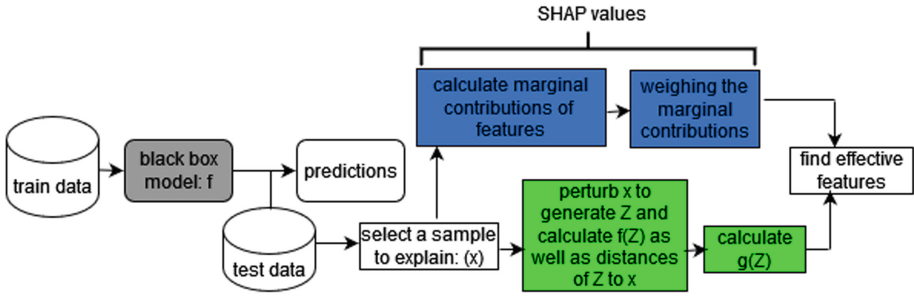 SHAP values
calculate marginal
contributions of
features
weighing the
marginal
contributions
train data
black box
model: f
predictions
find effective
features
test data
select a sample
to explain: (x)
perturb x to
generate Z and
calculate f(Z) as
well as distances
of Z to x
calculate
g(Z)